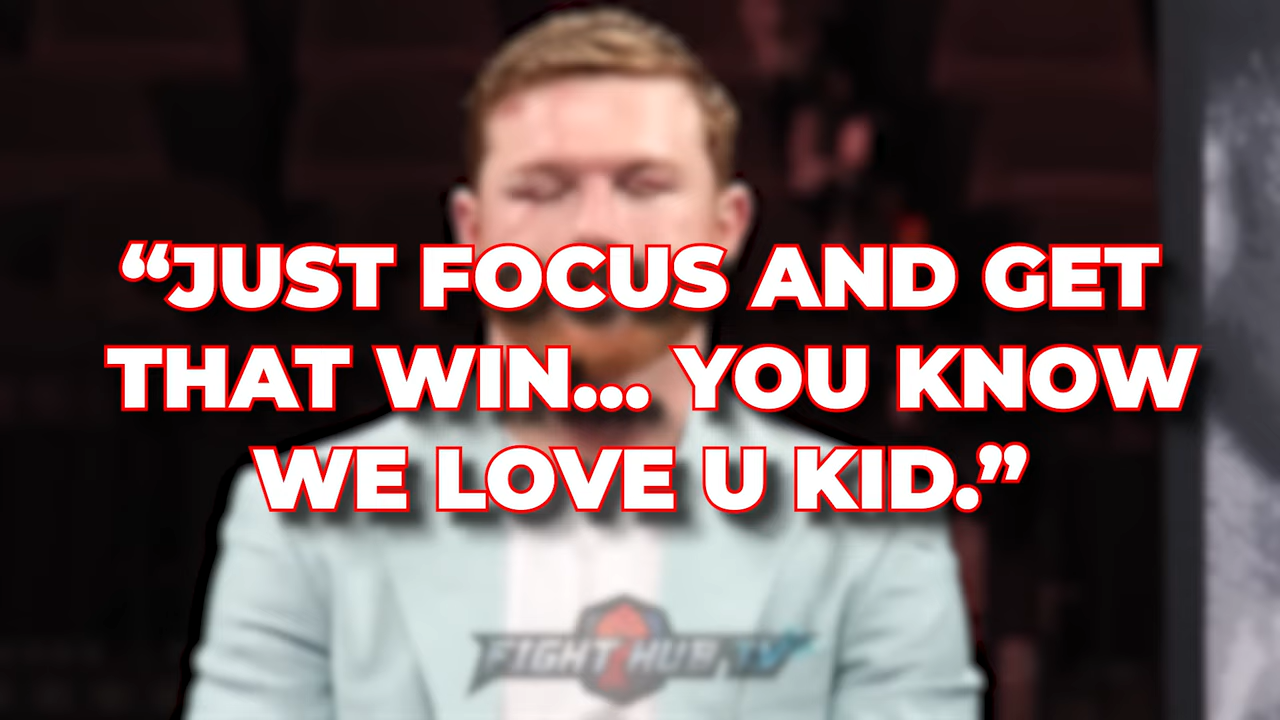 “JUST FOCUS AND GET
THAT WIN... YOU KNOW
WE LOVE U KID.”
FIGHT HUB TV